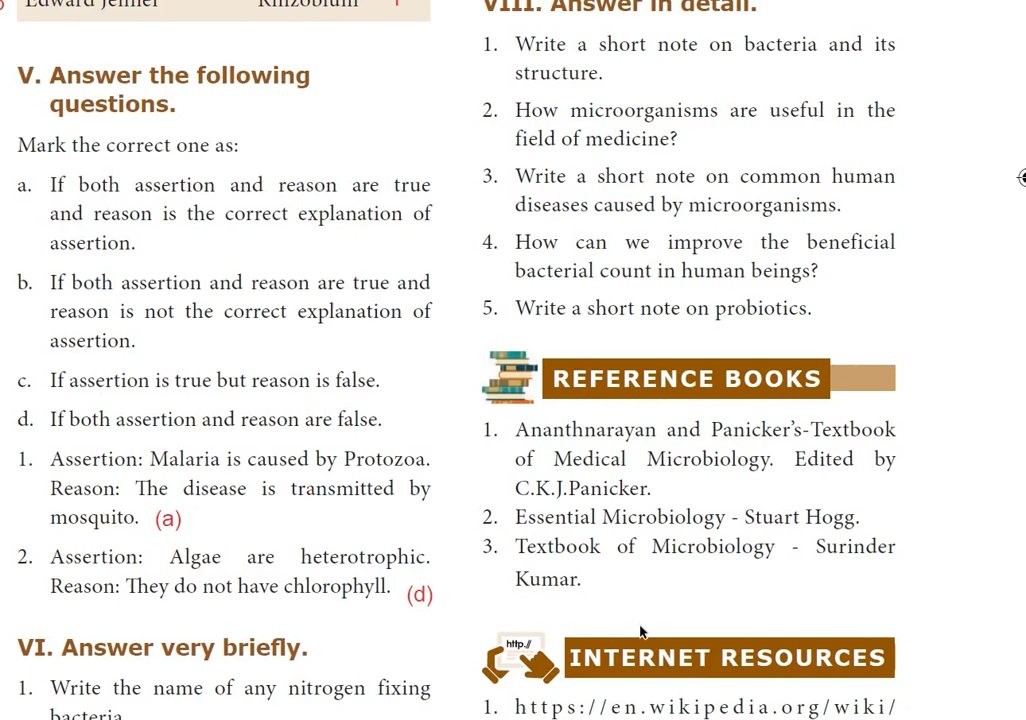 Edward Jenner Rhizobium
V. Answer the following
questions.
Mark the correct one as:
a. If both assertion and reason are true
and reason is the correct explanation of
assertion.
b. If both assertion and reason are true and
reason is not the correct explanation of
assertion.
c. If assertion is true but reason is false.
d. If both assertion and reason are false.
1. Assertion: Malaria is caused by Protozoa.
Reason: The disease is transmitted by
mosquito. (a)
2. Assertion: Algae are heterotrophic.
Reason: They do not have chlorophyll. (d)
VI. Answer very briefly.
1. Write the name of any nitrogen fixing
bacteria
VIII. Answer in detail.
1. Write a short note on bacteria and its
structure.
2. How microorganisms are useful in the
field of medicine?
3. Write a short note on common human
diseases caused by microorganisms.
4. How can we improve the beneficial
bacterial count in human beings?
5. Write a short note on probiotics.
REFERENCE BOOKS
1. Ananthnarayan and Panicker's-Textbook
of Medical Microbiology. Edited by
C.K.J.Panicker.
2. Essential Microbiology - Stuart Hogg.
3. Textbook of Microbiology - Surinder
Kumar.
http://
INTERNET RESOURCES
1. https://en.wikipedia.org/wiki/